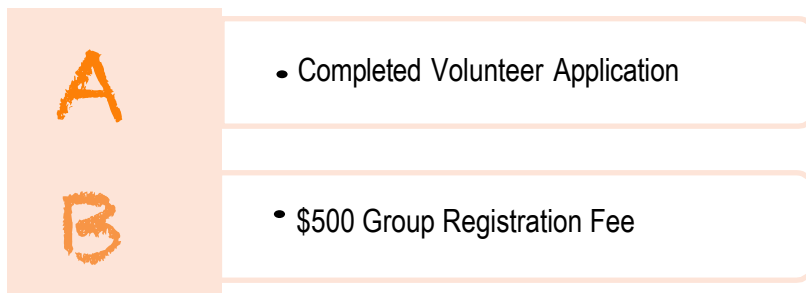 A
• Completed Volunteer Application
B
• $500 Group Registration Fee